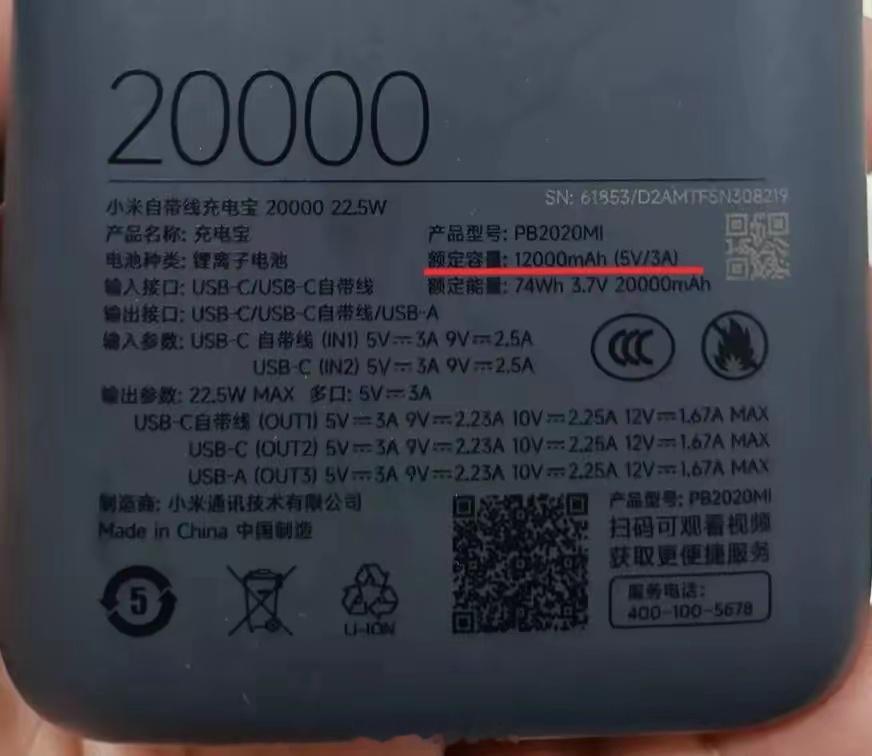 20000
SN: 61853/D2AMTF5N308219
小米自带线充电宝 20000 22.5W
产品名称: 充电宝
产品型号: PB2020MI
电池种类: 锂离子电池
额定容量: 12000mAh (5V/3A)
输入接口: USB-C/USB-C自带线
额定能量: 74Wh 3.7V 20000mAh
输出接口: USB-C/USB-C自带线/USB-A
输入参数: USB-C 自带线 (IN1) 5V⎓3A 9V⎓2.5A
USB-C (IN2) 5V⎓3A 9V⎓2.5A
输出参数: 22.5W MAX 多口: 5V⎓3A
USB-C自带线 (OUT1) 5V⎓3A 9V⎓2.23A 10V⎓2.25A 12V⎓1.67A MAX
USB-C (OUT2) 5V⎓3A 9V⎓2.23A 10V⎓2.25A 12V⎓1.67A MAX
USB-A (OUT3) 5V⎓3A 9V⎓2.23A 10V⎓2.25A 12V⎓1.67A MAX
制造商: 小米通讯技术有限公司
Made in China 中国制造
产品型号: PB2020MI
扫码可观看视频
获取更便捷服务
服务电话:
400-100-5678
5
LI-ION